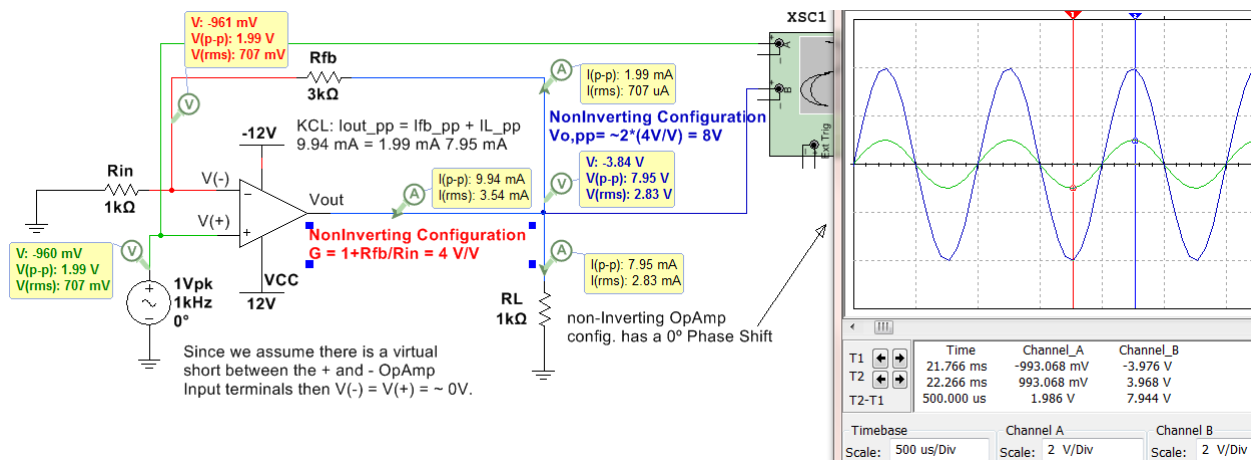 XSC1
V: -961 mV
V(p-p): 1.99 V
V(rms): 707 mV
Rfb
3kΩ
A
I(p-p): 1.99 mA
I(rms): 707 uA
A
B
Ext Trig
V
KCL: Iout_pp = Ifb_pp + IL_pp
9.94 mA = 1.99 mA 7.95 mA
NonInverting Configuration
Vo,pp= ~2*(4V/V) = 8V
-12V
Rin
1kΩ
V(-)
V(+)
Vout
A
I(p-p): 9.94 mA
I(rms): 3.54 mA
V
V: -3.84 V
V(p-p): 7.95 V
V(rms): 2.83 V
NonInverting Configuration
G = 1+Rfb/Rin = 4 V/V
V: -960 mV
V(p-p): 1.99 V
V(rms): 707 mV
V
VCC
12V
1Vpk
1kHz
0°
A
I(p-p): 7.95 mA
I(rms): 2.83 mA
RL
1kΩ
non-Inverting OpAmp
config. has a 0º Phase Shift
Since we assume there is a virtual
short between the + and - OpAmp
Input terminals then V(-) = V(+) = ~ 0V.
1
2
Time Channel_A Channel_B
T1 21.766 ms -993.068 mV -3.976 V
T2 22.266 ms 993.068 mV 3.968 V
T2-T1 500.000 us 1.986 V 7.944 V
Timebase Channel A Channel B
Scale: 500 us/Div Scale: 2 V/Div Scale: 2 V/Div